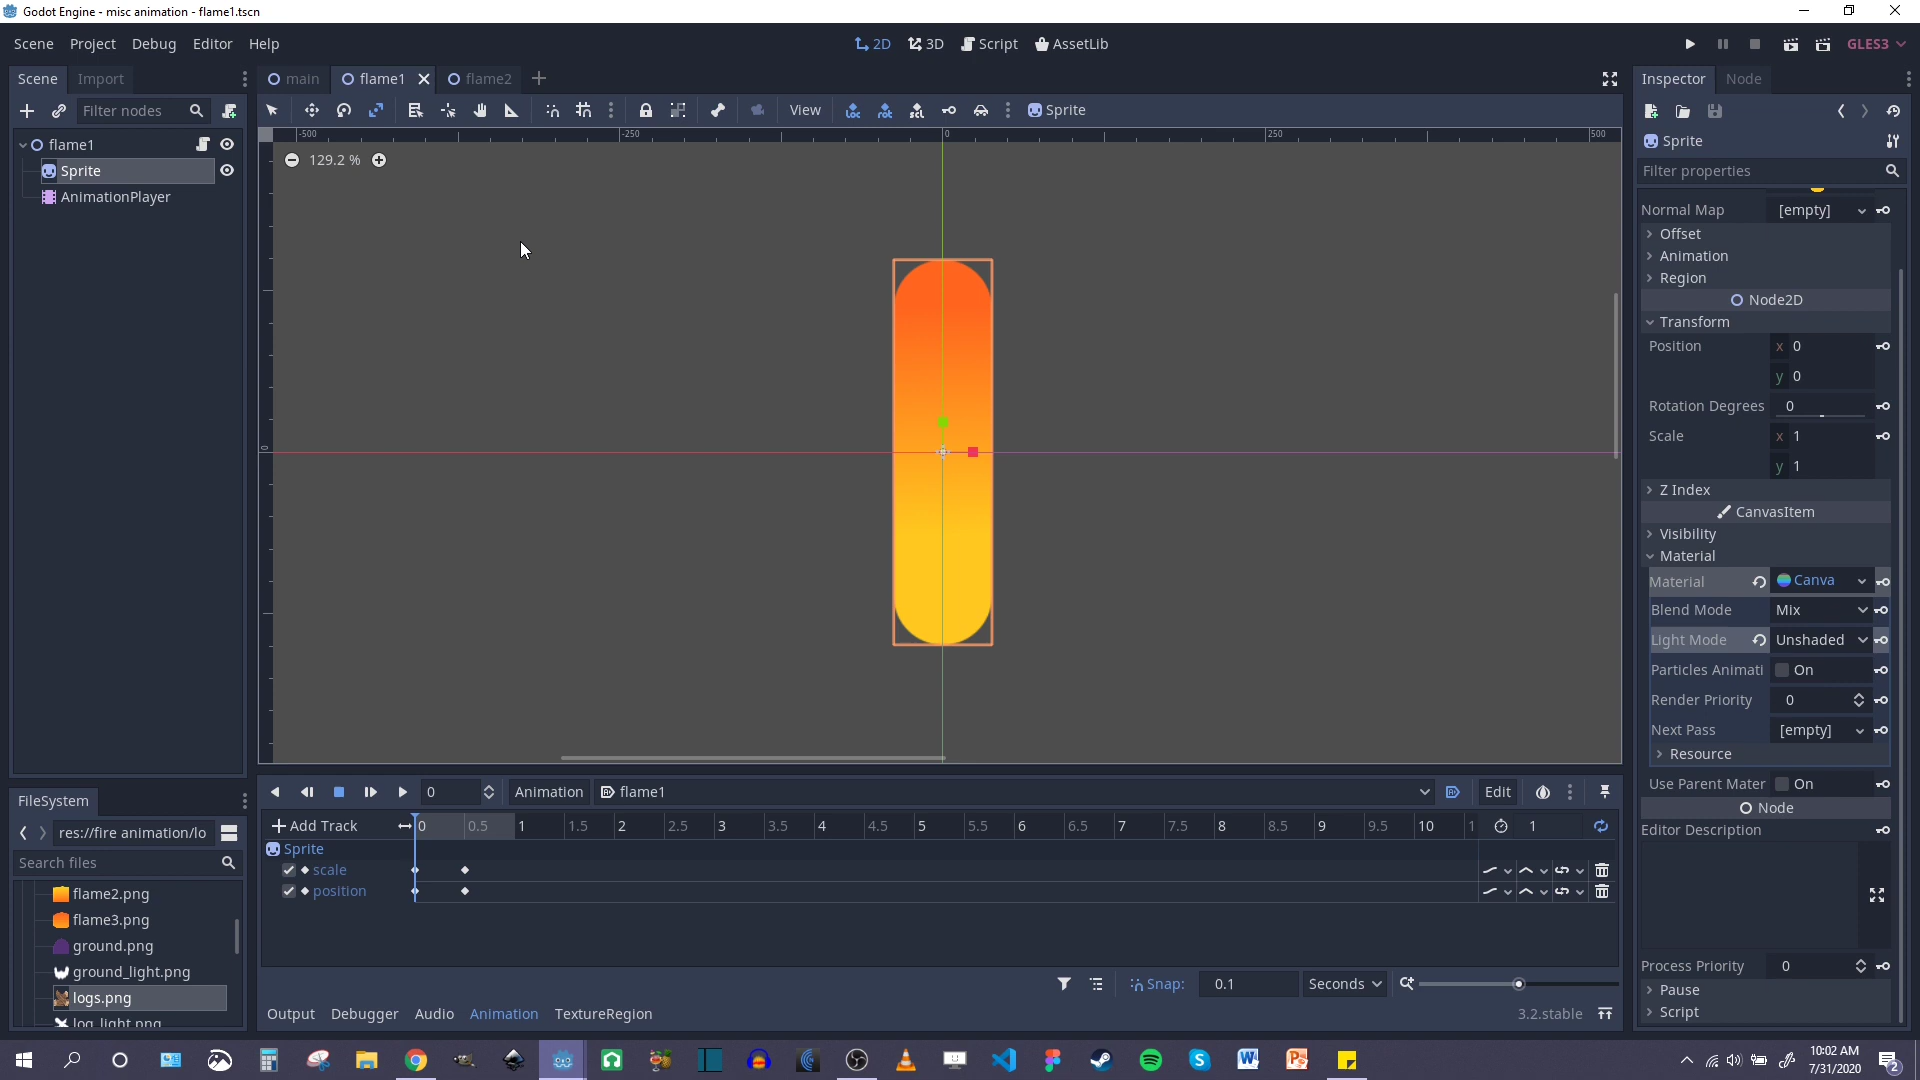 Godot Engine - misc animation - flame1.tscn
Scene Project Debug Editor Help
2D 3D Script AssetLib
GLES3
Scene Import
main flame1 flame2
Inspector Node
Filter nodes
View
Sprite
flame1
Sprite
AnimationPlayer
-500 -250 0 250 500
129.2 %
0
Sprite
Filter properties
Normal Map [empty]
Offset
Animation
Region
Node2D
Transform
Position x 0
y 0
Rotation Degrees 0
Scale x 1
y 1
Z Index
CanvasItem
Visibility
Material
Material Canva
Blend Mode Mix
Light Mode Unshaded
Particles Animati On
Render Priority 0
Next Pass [empty]
Resource
Use Parent Mater On
Node
Editor Description
Process Priority 0
Pause
Script
FileSystem
res://fire animation/lo
Search files
flame2.png
flame3.png
ground.png
ground_light.png
logs.png
log_light.png
0 Animation flame1 Edit
Add Track 0 0.5 1 1.5 2 2.5 3 3.5 4 4.5 5 5.5 6 6.5 7 7.5 8 8.5 9 9.5 10 1 1
Sprite
scale
position
Snap: 0.1 Seconds
Output Debugger Audio Animation TextureRegion
3.2.stable
10:02 AM
7/31/2020
2